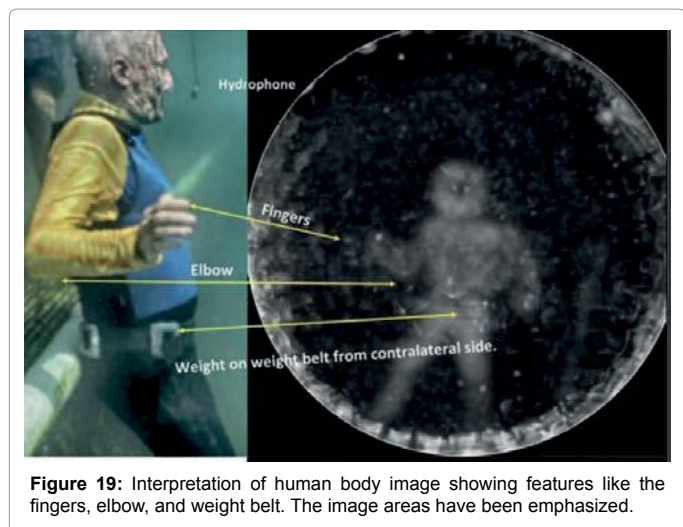 Hydrophone
Fingers
Elbow
Weight on weight belt from contralateral side.
Figure 19: Interpretation of human body image showing features like the
fingers, elbow, and weight belt. The image areas have been emphasized.